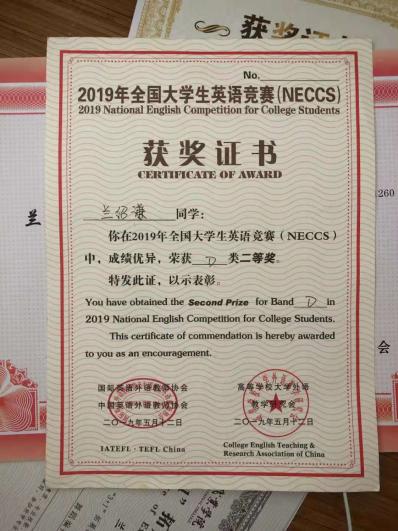 获奖证
No.
2019年全国大学生英语竞赛(NECCS)
2019 National English Competition for College Students
获奖证书
CERTIFICATE OF AWARD
兰绍谦 同学:
你在2019年全国大学生英语竞赛(NECCS)
中,成绩优异,荣获 D 类二等奖。
特发此证,以示表彰。
You have obtained the Second Prize for Band D in
2019 National English Competition for College Students.
This certificate of commendation is hereby awarded
to you as an encouragement.
国际英语外语教师协会
中国英语外语教师协会
二〇一九年五月十二日
IATEFL·TEFL China
高等学校大学外语
教学研究会
二〇一九年五月十二日
College English Teaching &
Research Association of China
兰
260
会